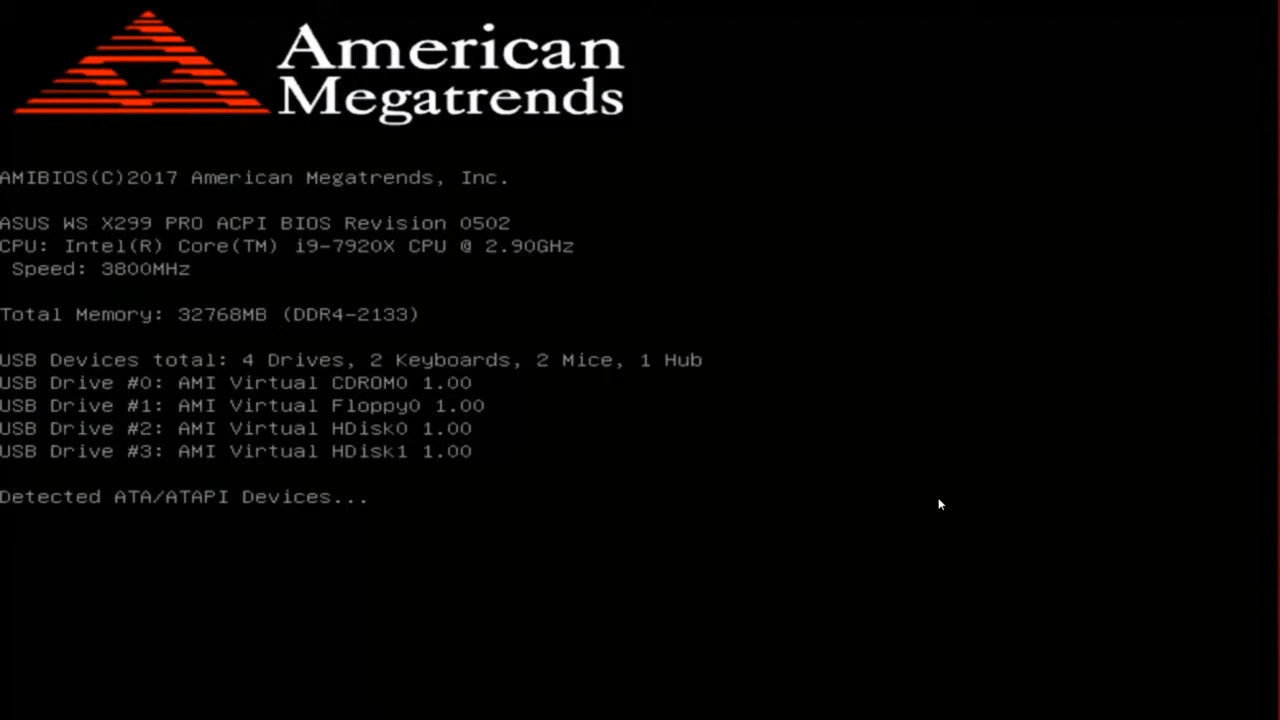 American
Megatrends
AMIBIOS(C)2017 American Megatrends, Inc.
ASUS WS X299 PRO ACPI BIOS Revision 0502
CPU: Intel(R) Core(TM) i9-7920X CPU @ 2.90GHz
Speed: 3800MHz
Total Memory: 32768MB (DDR4-2133)
USB Devices total: 4 Drives, 2 Keyboards, 2 Mice, 1 Hub
USB Drive #0: AMI Virtual CDROM0 1.00
USB Drive #1: AMI Virtual Floppy0 1.00
USB Drive #2: AMI Virtual HDisk0 1.00
USB Drive #3: AMI Virtual HDisk1 1.00
Detected ATA/ATAPI Devices...